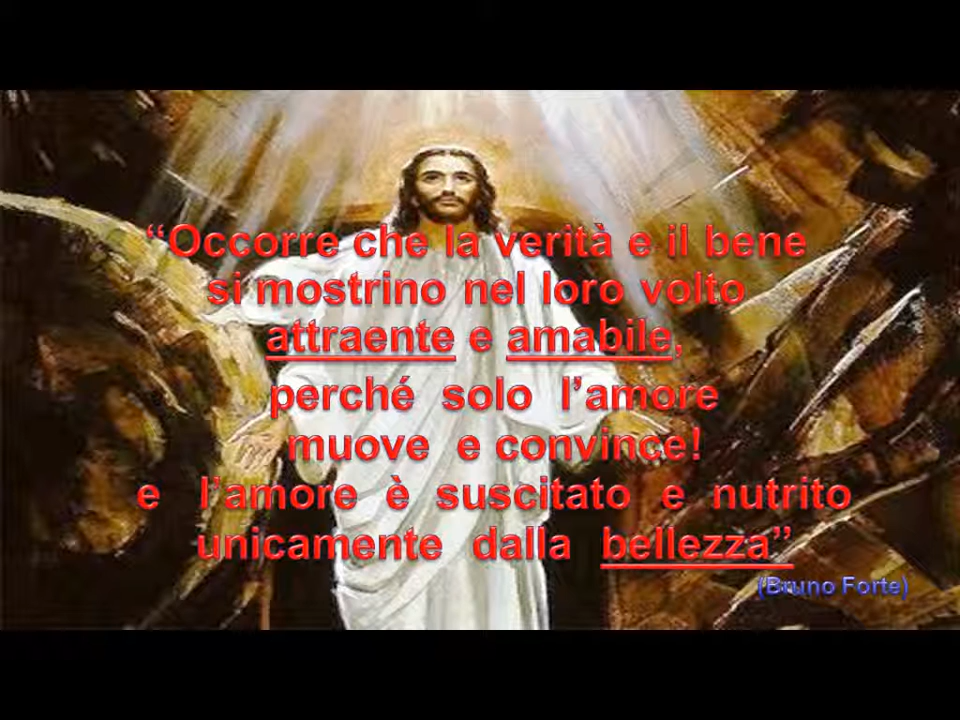 “Occorre che la verità e il bene
si mostrino nel loro volto
attraente e amabile,
perché solo l’amore
muove e convince!
e l’amore è suscitato e nutrito
unicamente dalla bellezza”
(Bruno Forte)